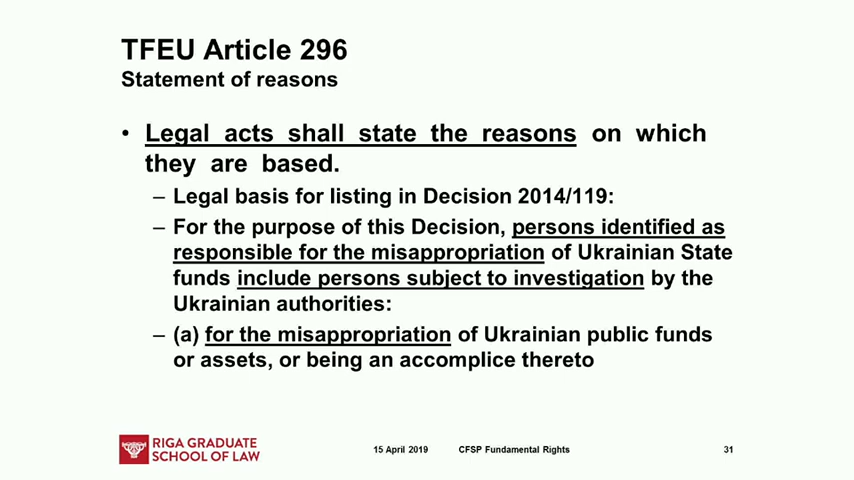 TFEU Article 296
Statement of reasons
• Legal acts shall state the reasons on which
they are based.
– Legal basis for listing in Decision 2014/119:
– For the purpose of this Decision, persons identified as
responsible for the misappropriation of Ukrainian State
funds include persons subject to investigation by the
Ukrainian authorities:
– (a) for the misappropriation of Ukrainian public funds
or assets, or being an accomplice thereto
RIGA GRADUATE
SCHOOL OF LAW
15 April 2019 CFSP Fundamental Rights 31